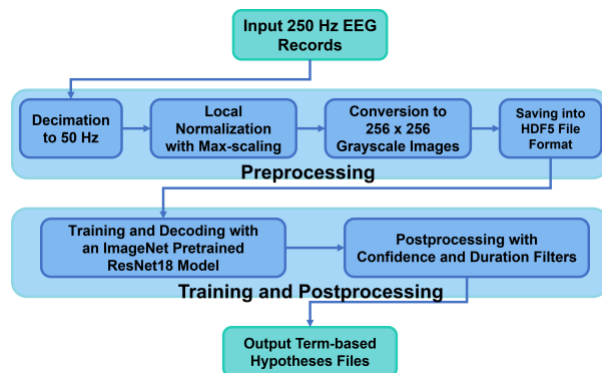 Input 250 Hz EEG
Records
Decimation
to 50 Hz
Local
Normalization
with Max-scaling
Conversion to
256 x 256
Grayscale Images
Saving into
HDF5 File
Format
Preprocessing
Training and Decoding with
an ImageNet Pretrained
ResNet18 Model
Postprocessing with
Confidence and Duration Filters
Training and Postprocessing
Output Term-based
Hypotheses Files